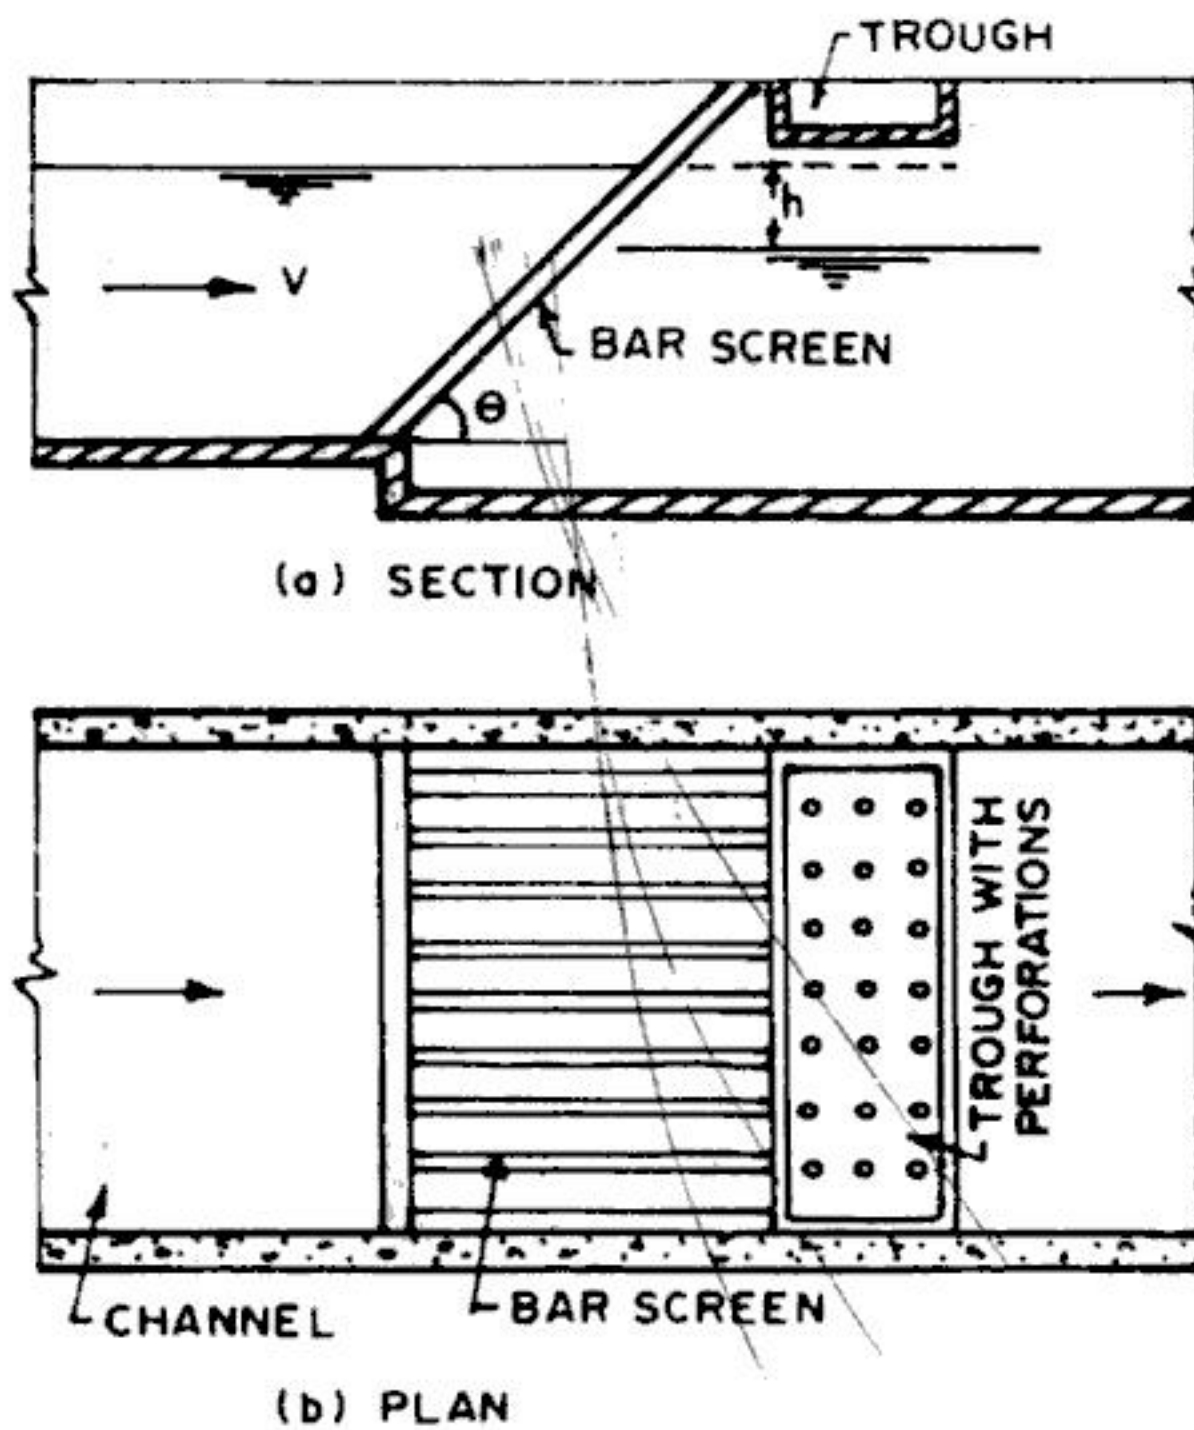 TROUGH
h
V
BAR SCREEN
θ
(a) SECTION
TROUGH WITH
PERFORATIONS
BAR SCREEN
CHANNEL
(b) PLAN